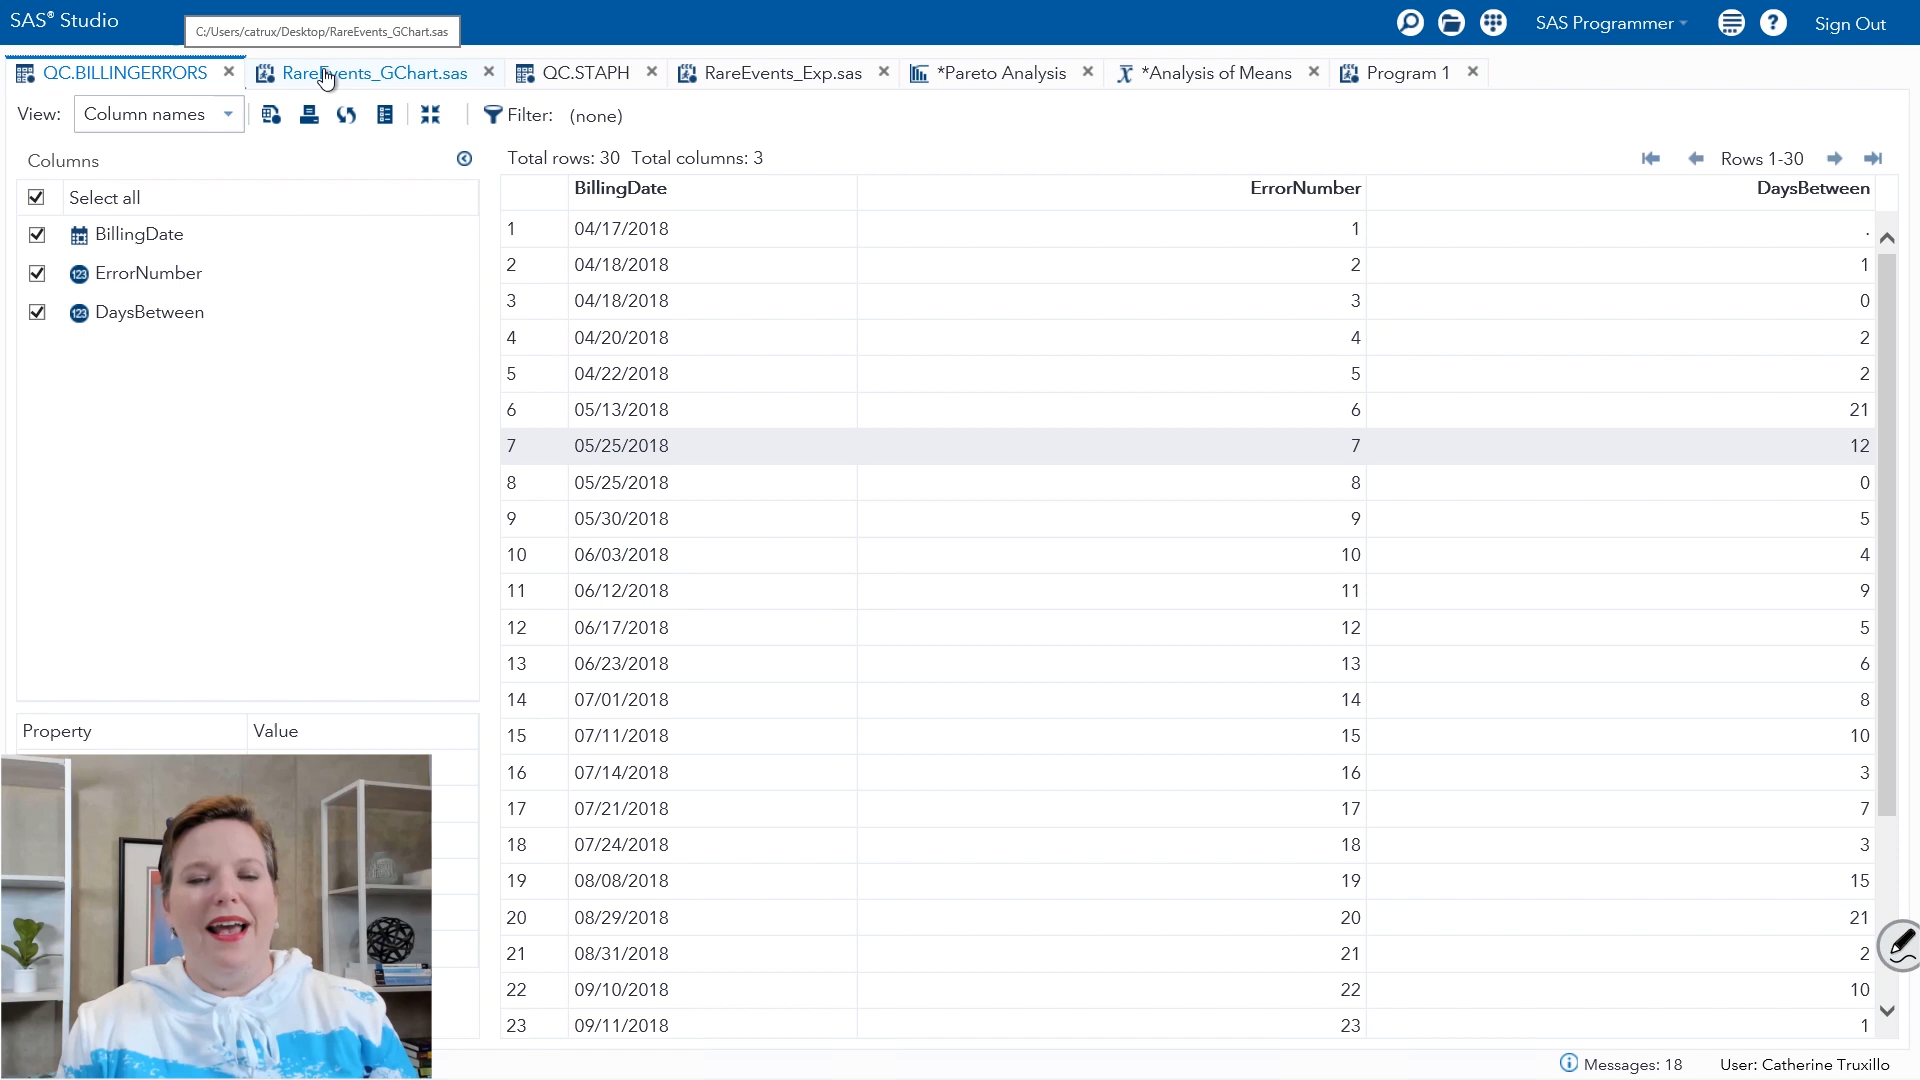 SAS® Studio
C:/Users/catrux/Desktop/RareEvents_GChart.sas
SAS Programmer
Sign Out
QC.BILLINGERRORS
RareEvents_GChart.sas
QC.STAPH
RareEvents_Exp.sas
*Pareto Analysis
*Analysis of Means
Program 1
View: Column names
Filter: (none)
Columns
Select all
BillingDate
ErrorNumber
DaysBetween
Property Value
Total rows: 30 Total columns: 3
Rows 1-30
BillingDate ErrorNumber DaysBetween
1 04/17/2018 1 .
2 04/18/2018 2 1
3 04/18/2018 3 0
4 04/20/2018 4 2
5 04/22/2018 5 2
6 05/13/2018 6 21
7 05/25/2018 7 12
8 05/25/2018 8 0
9 05/30/2018 9 5
10 06/03/2018 10 4
11 06/12/2018 11 9
12 06/17/2018 12 5
13 06/23/2018 13 6
14 07/01/2018 14 8
15 07/11/2018 15 10
16 07/14/2018 16 3
17 07/21/2018 17 7
18 07/24/2018 18 3
19 08/08/2018 19 15
20 08/29/2018 20 21
21 08/31/2018 21 2
22 09/10/2018 22 10
23 09/11/2018 23 1
Messages: 18
User: Catherine Truxillo